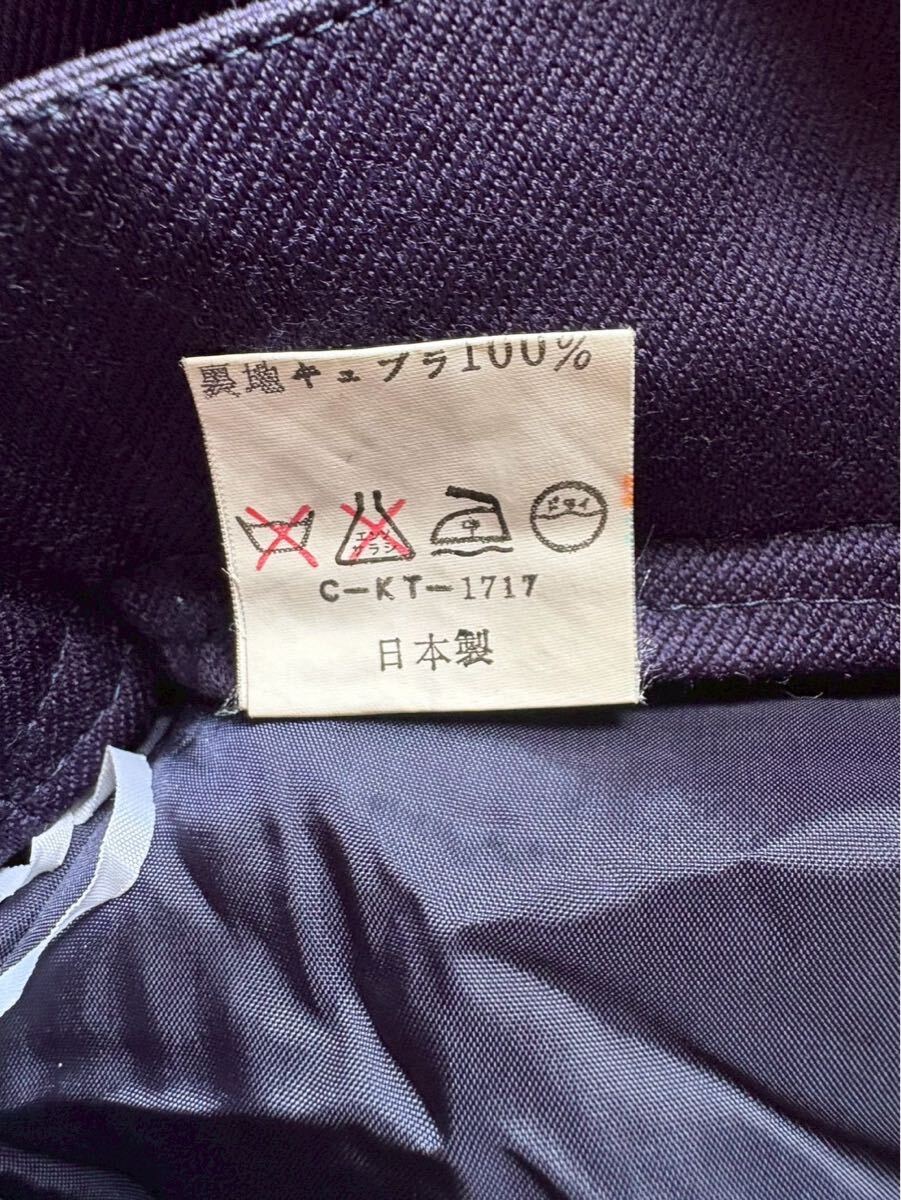 裏地キュプラ100%
エンソ
サラシ
中
ドライ
C-KT-1717
日本製